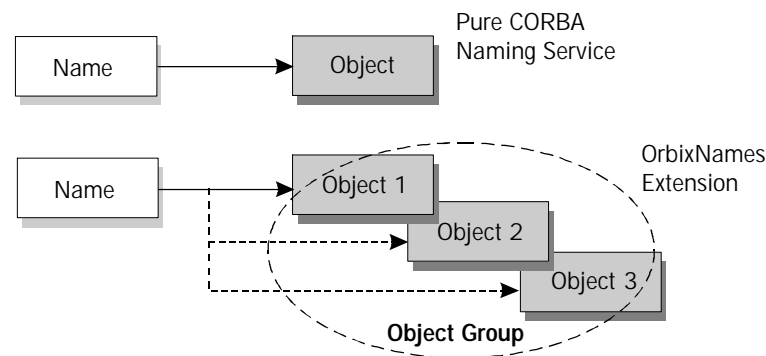 Name
Object
Pure CORBA
Naming Service
Name
Object 1
Object 2
Object 3
OrbixNames
Extension
Object Group